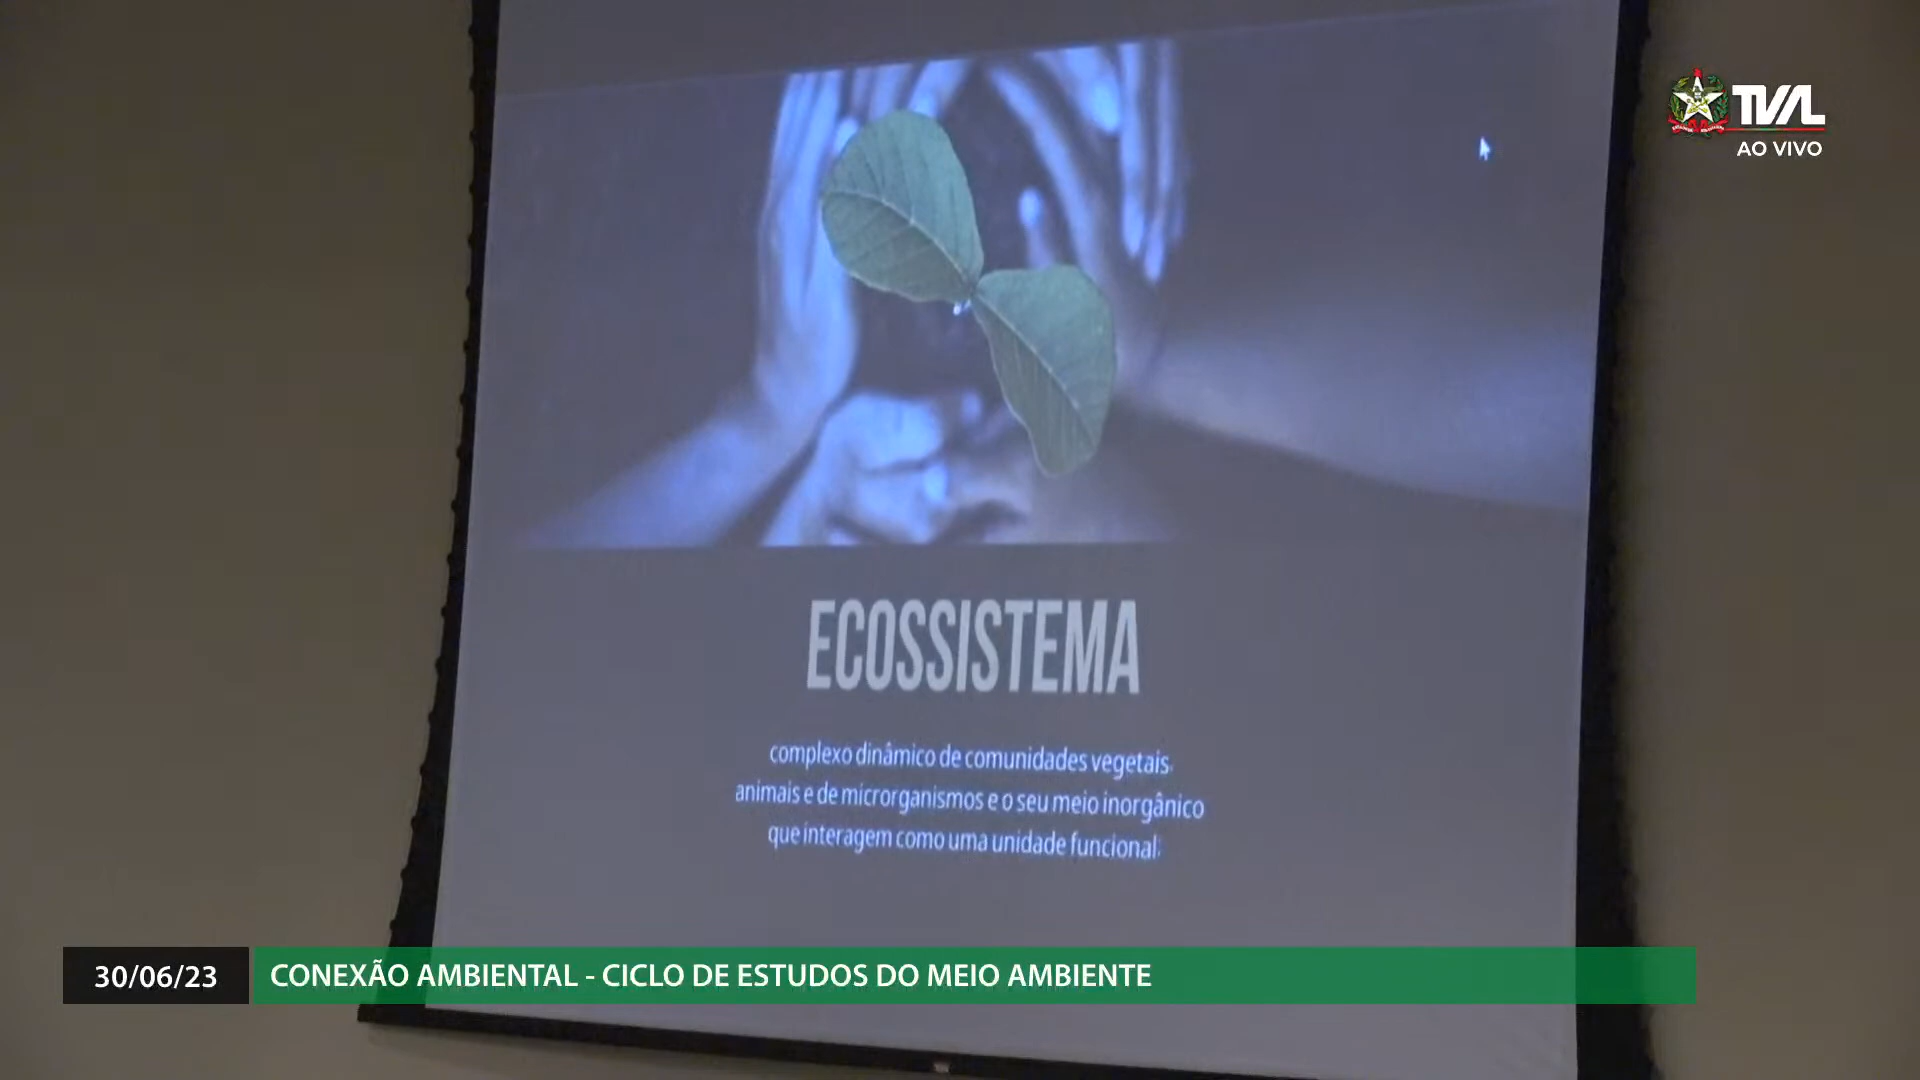 TVAL
AO VIVO
ECOSSISTEMA
complexo dinâmico de comunidades vegetais,
animais e de microrganismos e o seu meio inorgânico
que interagem como uma unidade funcional;
30/06/23
CONEXÃO AMBIENTAL - CICLO DE ESTUDOS DO MEIO AMBIENTE